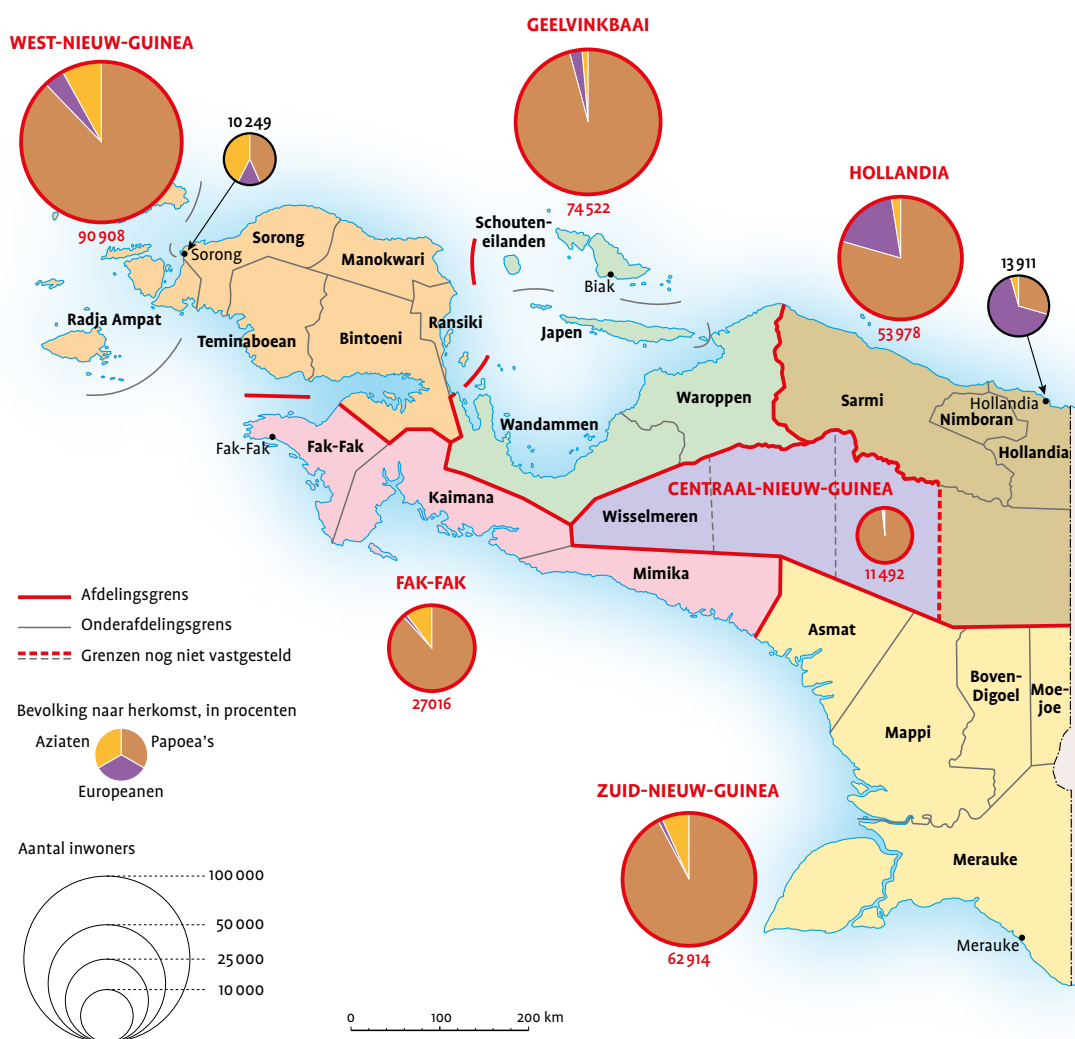 WEST-NIEUW-GUINEA
90 908
10 249
GEELVINKBAAI
74 522
HOLLANDIA
53 978
13 911
Schouten-
eilanden
Biak
Sorong
Sorong
Manokwari
Radja Ampat
Teminaboean
Bintoeni
Ransiki
Japen
Waroppen
Sarmi
Hollandia
Nimboran
Hollandia
Wandammen
Fak-Fak
Fak-Fak
Kaimana
CENTRAAL-NIEUW-GUINEA
Wisselmeren
11 492
Mimika
FAK-FAK
27 016
Asmat
Boven-
Digoel
Moe-
joe
Mappi
ZUID-NIEUW-GUINEA
62 914
Merauke
Merauke
Afdelingsgrens
Onderafdelingsgrens
Grenzen nog niet vastgesteld
Bevolking naar herkomst, in procenten
Aziaten
Papoea's
Europeanen
Aantal inwoners
100 000
50 000
25 000
10 000
0 100 200 km